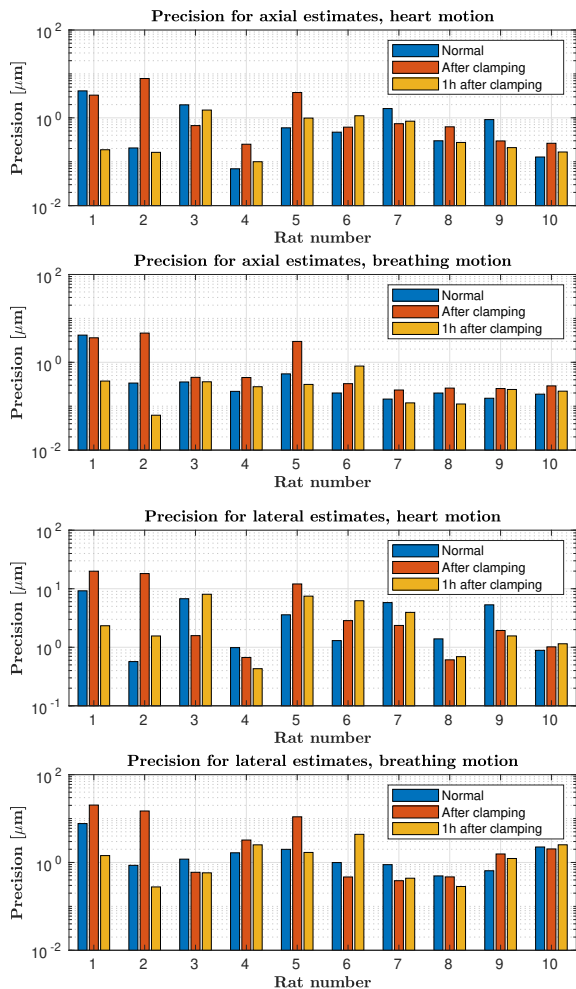 Precision for axial estimates, heart motion
Precision [μm]
10^2
10^0
10^-2
Normal
After clamping
1h after clamping
1 2 3 4 5 6 7 8 9 10
Rat number
Precision for axial estimates, breathing motion
Precision [μm]
10^2
10^0
10^-2
Normal
After clamping
1h after clamping
1 2 3 4 5 6 7 8 9 10
Rat number
Precision for lateral estimates, heart motion
Precision [μm]
10^2
10^1
10^0
10^-1
Normal
After clamping
1h after clamping
1 2 3 4 5 6 7 8 9 10
Rat number
Precision for lateral estimates, breathing motion
Precision [μm]
10^2
10^0
10^-2
Normal
After clamping
1h after clamping
1 2 3 4 5 6 7 8 9 10
Rat number